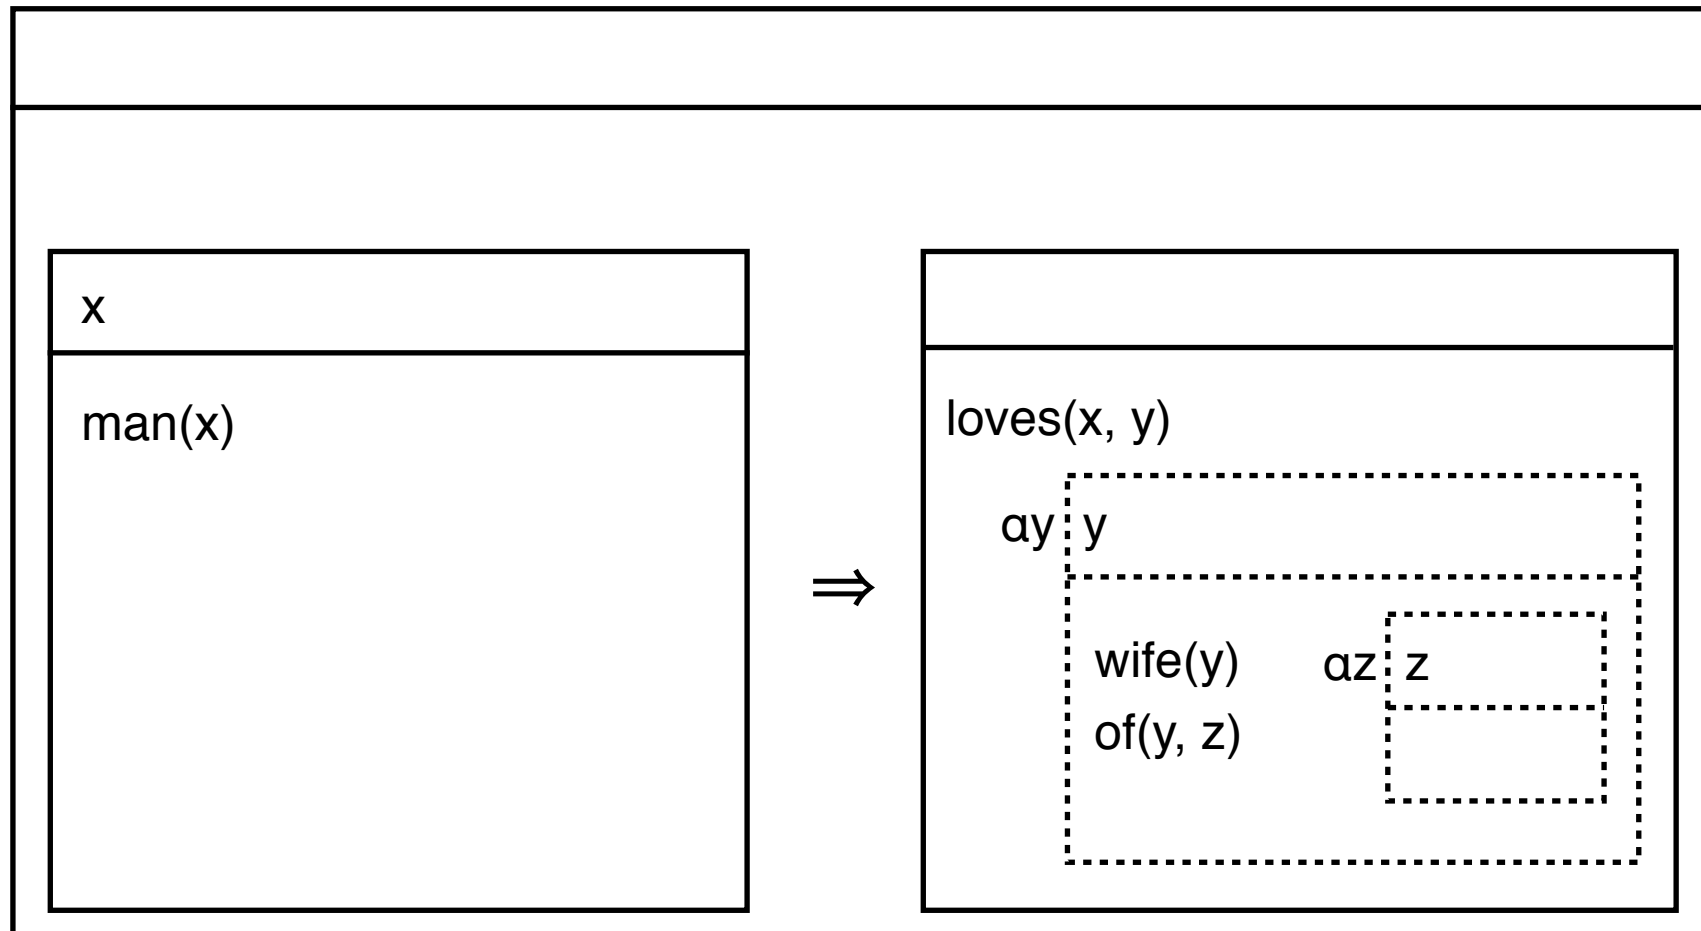 x
man(x)
⇒
loves(x, y)
αy y
wife(y) αz z
of(y, z)